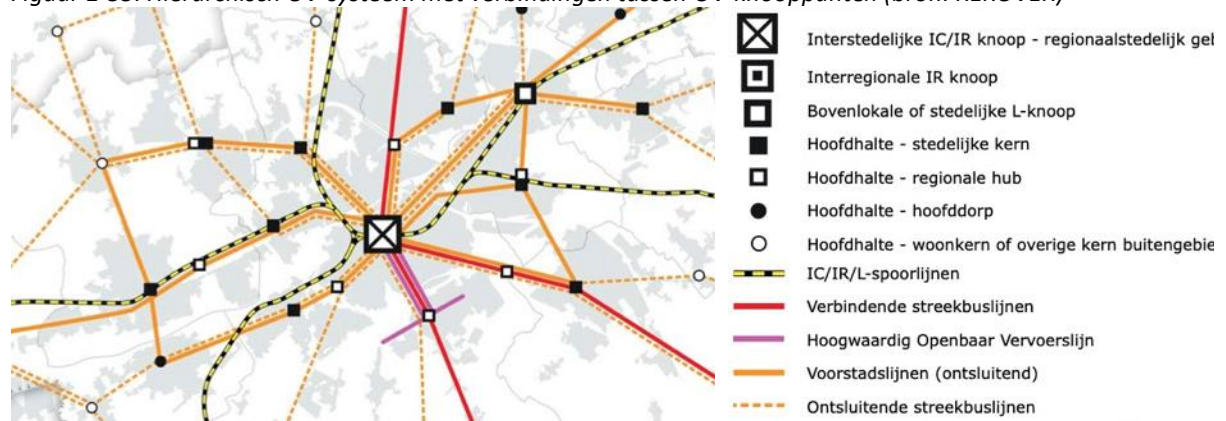 Interstedelijke IC/IR knoop - regionaalstedelijk geb
Interregionale IR knoop
Bovenlokale of stedelijke L-knoop
Hoofdhalte - stedelijke kern
Hoofdhalte - regionale hub
Hoofdhalte - hoofddorp
Hoofdhalte - woonkern of overige kern buitengebie
IC/IR/L-spoorlijnen
Verbindende streekbuslijnen
Hoogwaardig Openbaar Vervoerslijn
Voorstadslijnen (ontsluitend)
Ontsluitende streekbuslijnen